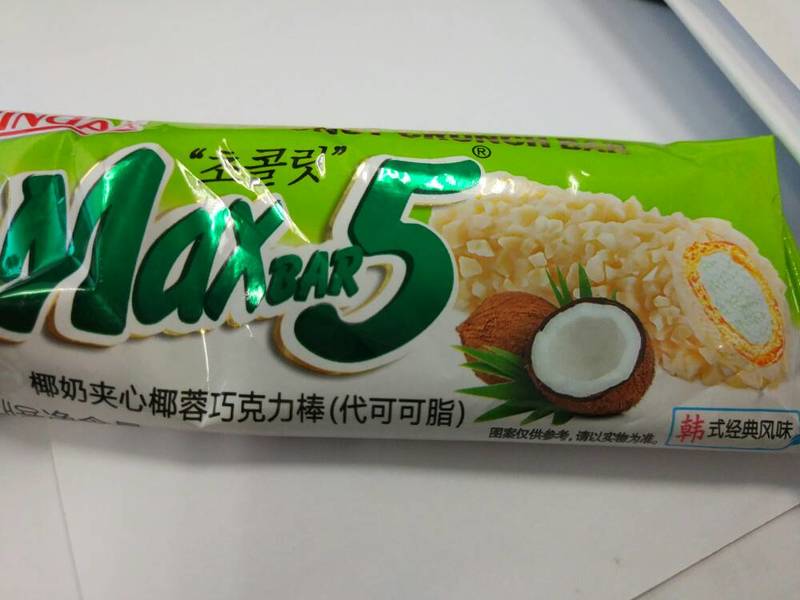 "초콜릿"
®
CRUNCH BAR
Max BAR 5
椰奶夹心椰蓉巧克力棒(代可可脂)
图案仅供参考,请以实物为准。
韩式经典风味